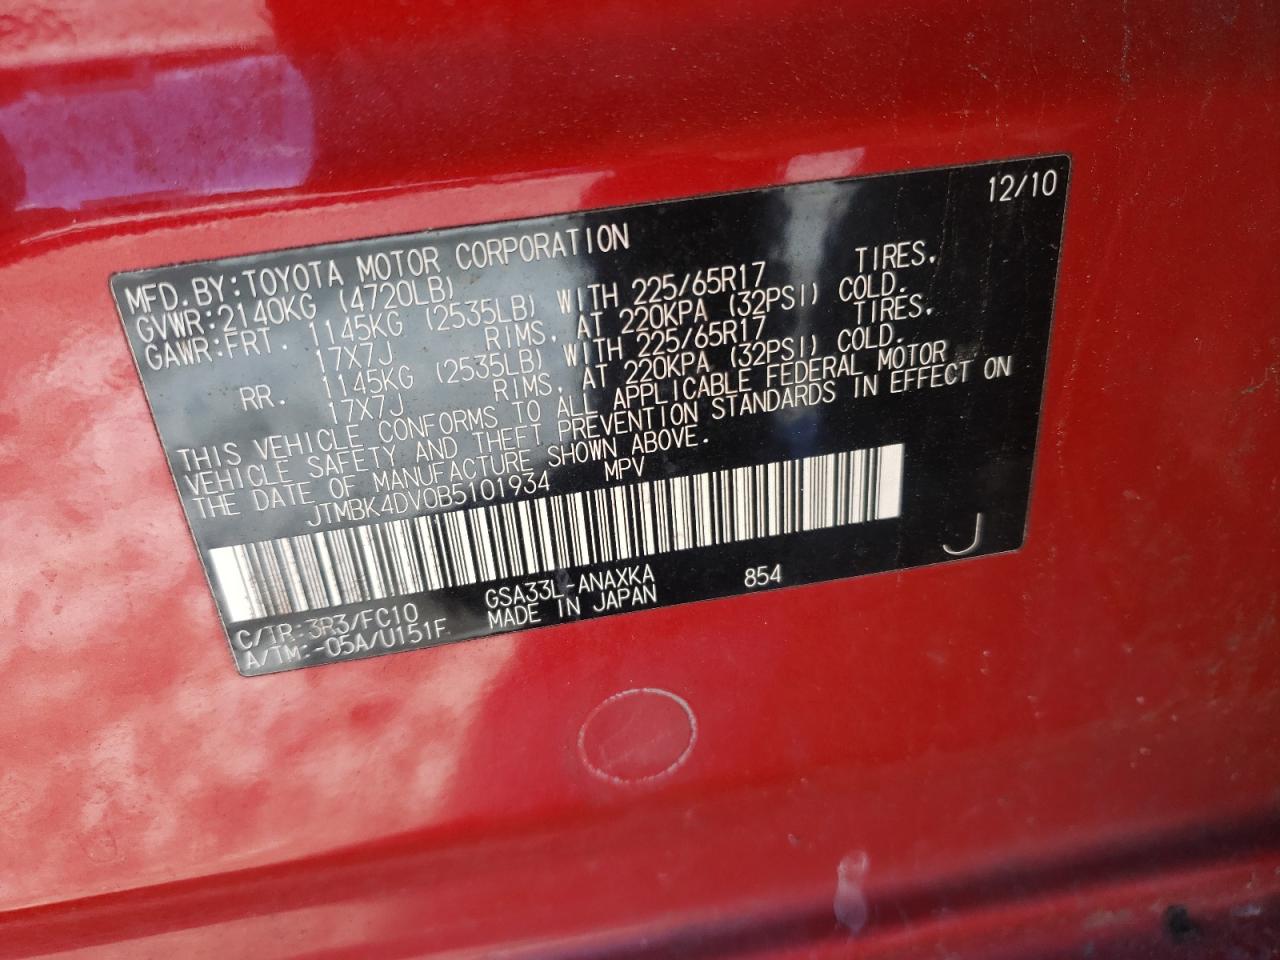 12/10
MFD.BY:TOYOTA MOTOR CORPORATION
GVWR:2140KG (4720LB)
GAWR:FRT. 1145KG (2535LB) WITH 225/65R17 TIRES,
17X7J RIMS, AT 220KPA (32PSI) COLD.
RR. 1145KG (2535LB) WITH 225/65R17 TIRES,
17X7J RIMS, AT 220KPA (32PSI) COLD.
THIS VEHICLE CONFORMS TO ALL APPLICABLE FEDERAL MOTOR
VEHICLE SAFETY AND THEFT PREVENTION STANDARDS IN EFFECT ON
THE DATE OF MANUFACTURE SHOWN ABOVE.
JTMBK4DV0B5101934 MPV
J
C/TR:3R3/FC10 GSA33L-ANAXKA 854
A/TM:-05A/U151F MADE IN JAPAN